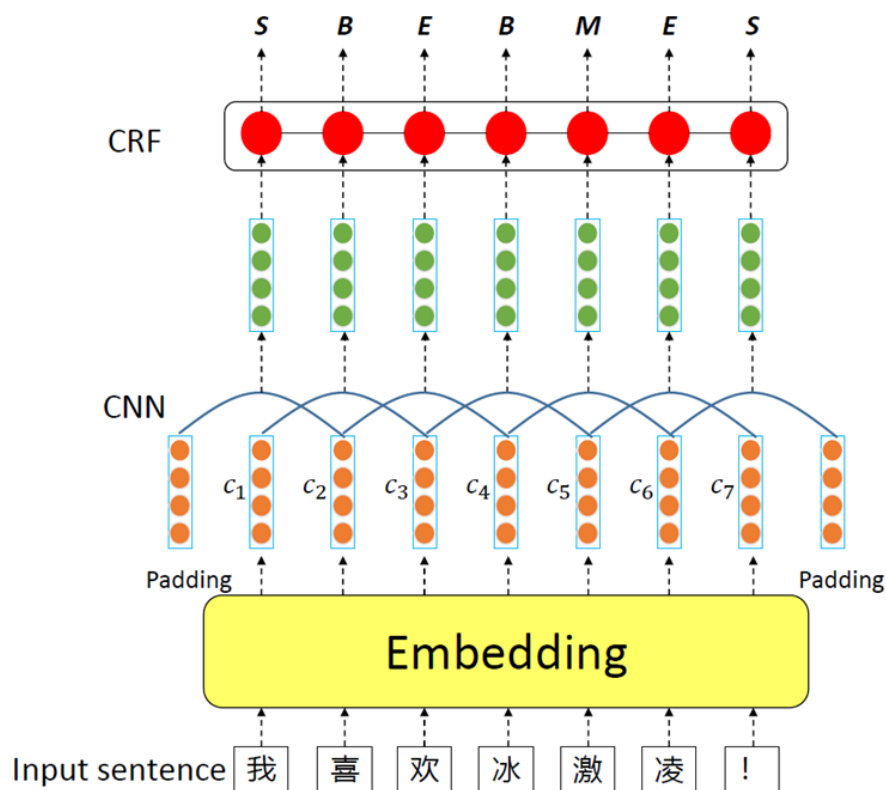 S B E B M E S
CRF
CNN
c₁ c₂ c₃ c₄ c₅ c₆ c₇
Padding Padding
Embedding
Input sentence 我 喜 欢 冰 激 凌 !